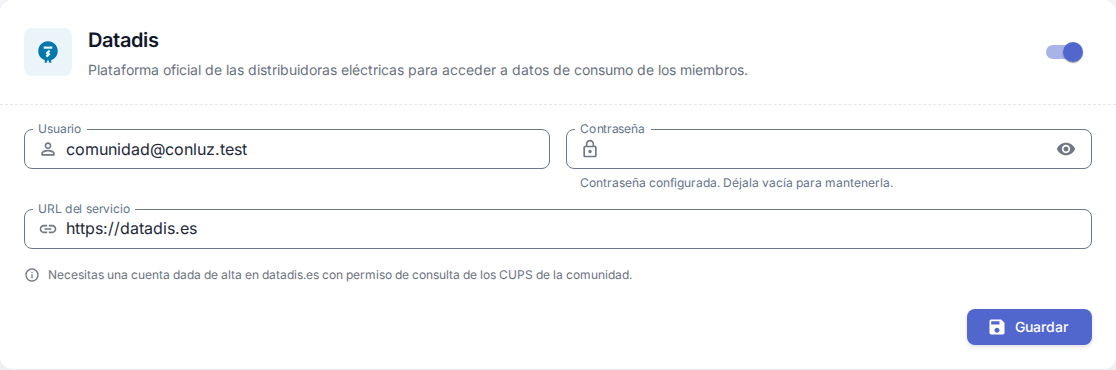 Datadis
Plataforma oficial de las distribuidoras eléctricas para acceder a datos de consumo de los miembros.
Usuario
comunidad@conluz.test
Contraseña
Contraseña configurada. Déjala vacía para mantenerla.
URL del servicio
https://datadis.es
Necesitas una cuenta dada de alta en datadis.es con permiso de consulta de los CUPS de la comunidad.
Guardar